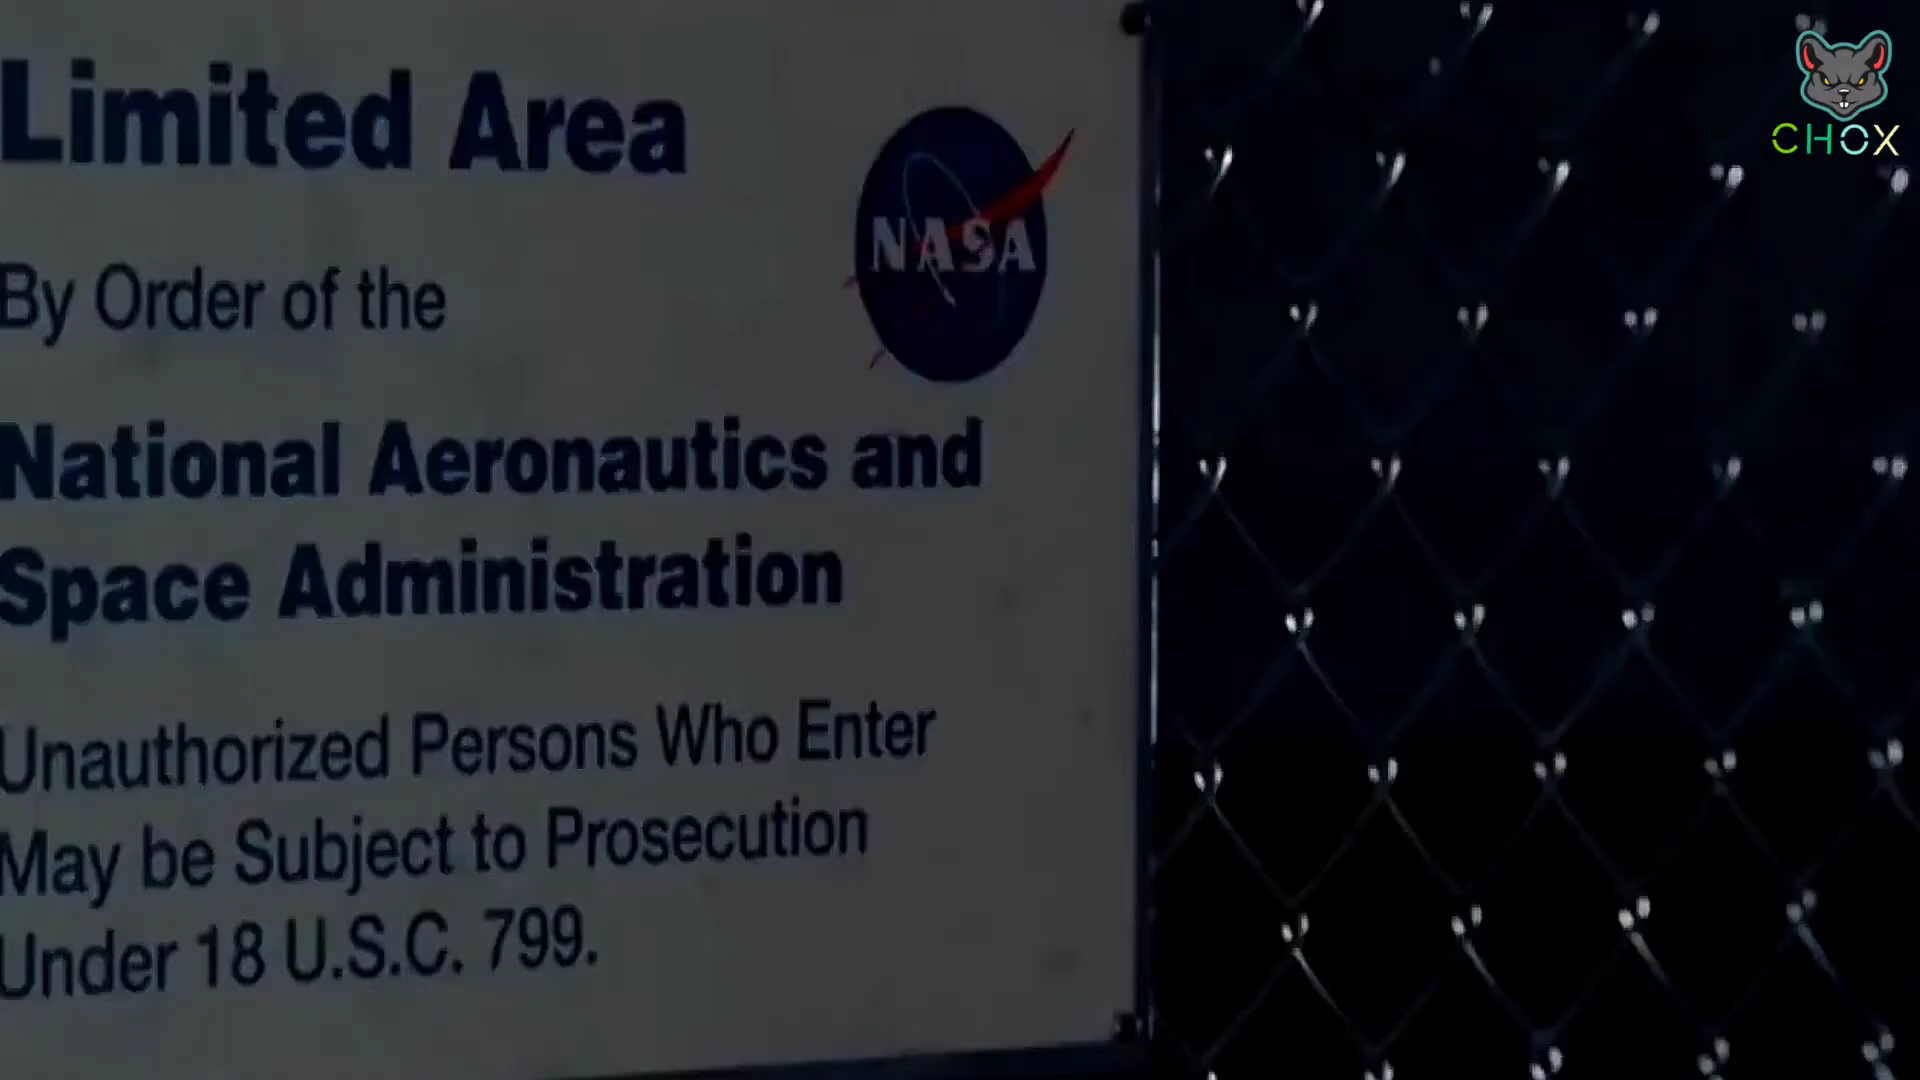 Limited Area
By Order of the
NASA
National Aeronautics and
Space Administration
Unauthorized Persons Who Enter
May be Subject to Prosecution
Under 18 U.S.C. 799.
CHOX